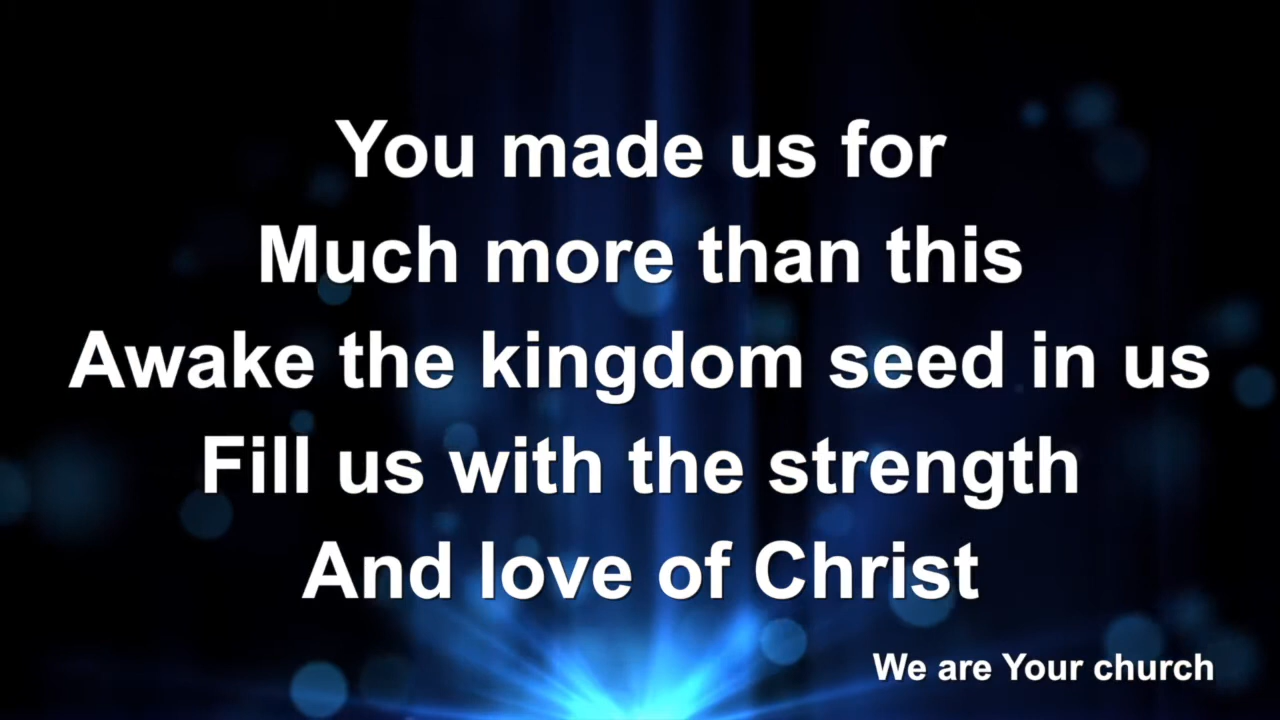 You made us for
Much more than this
Awake the kingdom seed in us
Fill us with the strength
And love of Christ
We are Your church